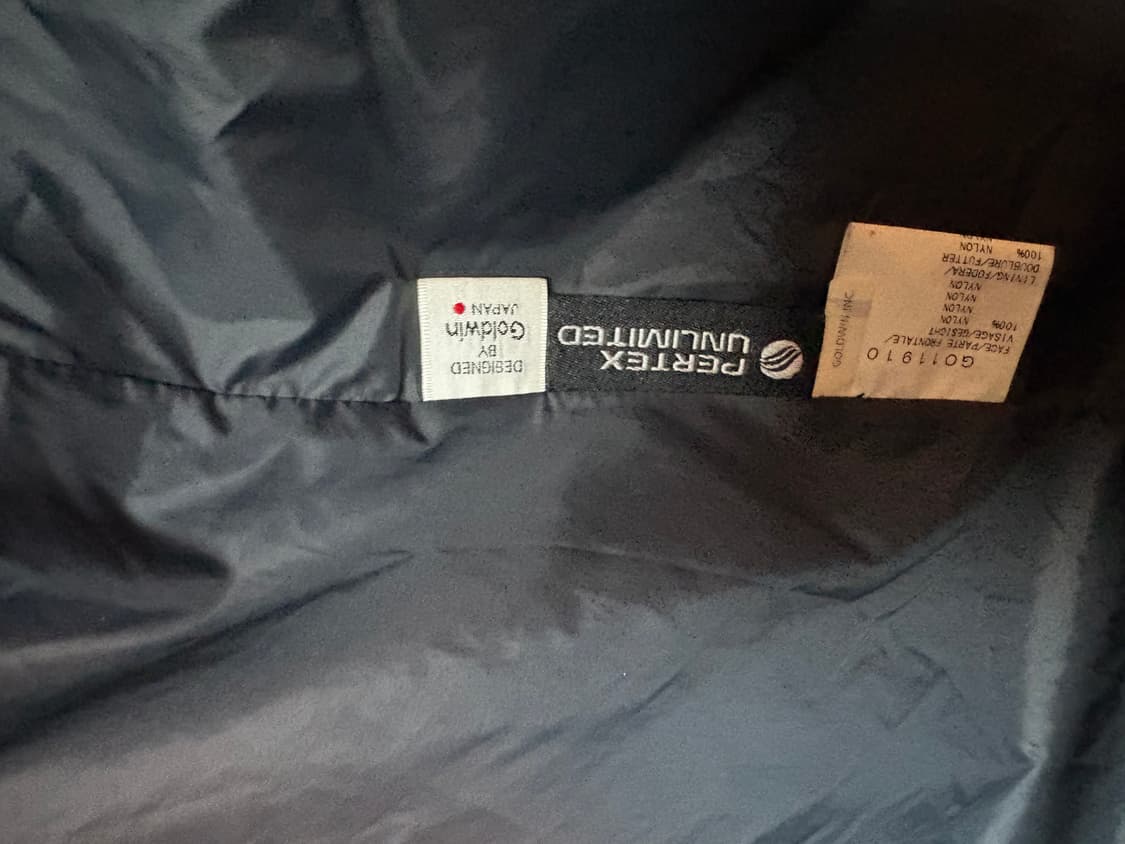 DESIGNED
BY
Goldwin
JAPAN
PERTEX
UNLIMITED
GOLDWIN INC
GO11910
FACE/PARTE FRONTALE/
VISAGE/GESICHT
100% NYLON
NYLON
NYLON
LINING/FODERA/
DOUBLURE/FUTTER
100% NYLON